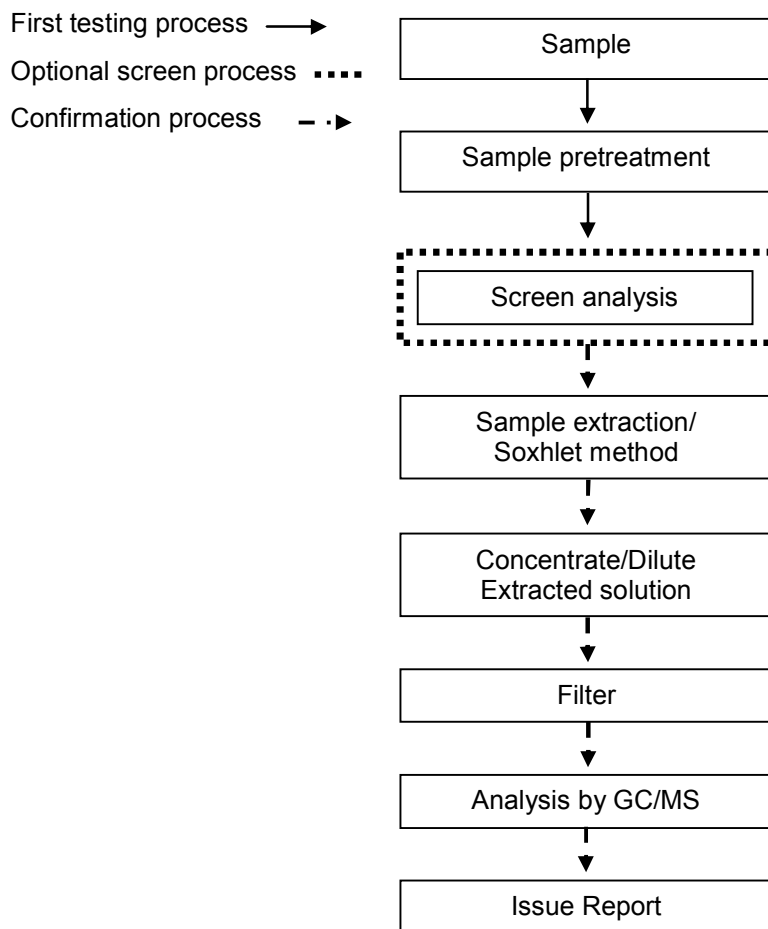 First testing process
Optional screen process
Confirmation process
Sample
Sample pretreatment
Screen analysis
Sample extraction/
Soxhlet method
Concentrate/Dilute
Extracted solution
Filter
Analysis by GC/MS
Issue Report